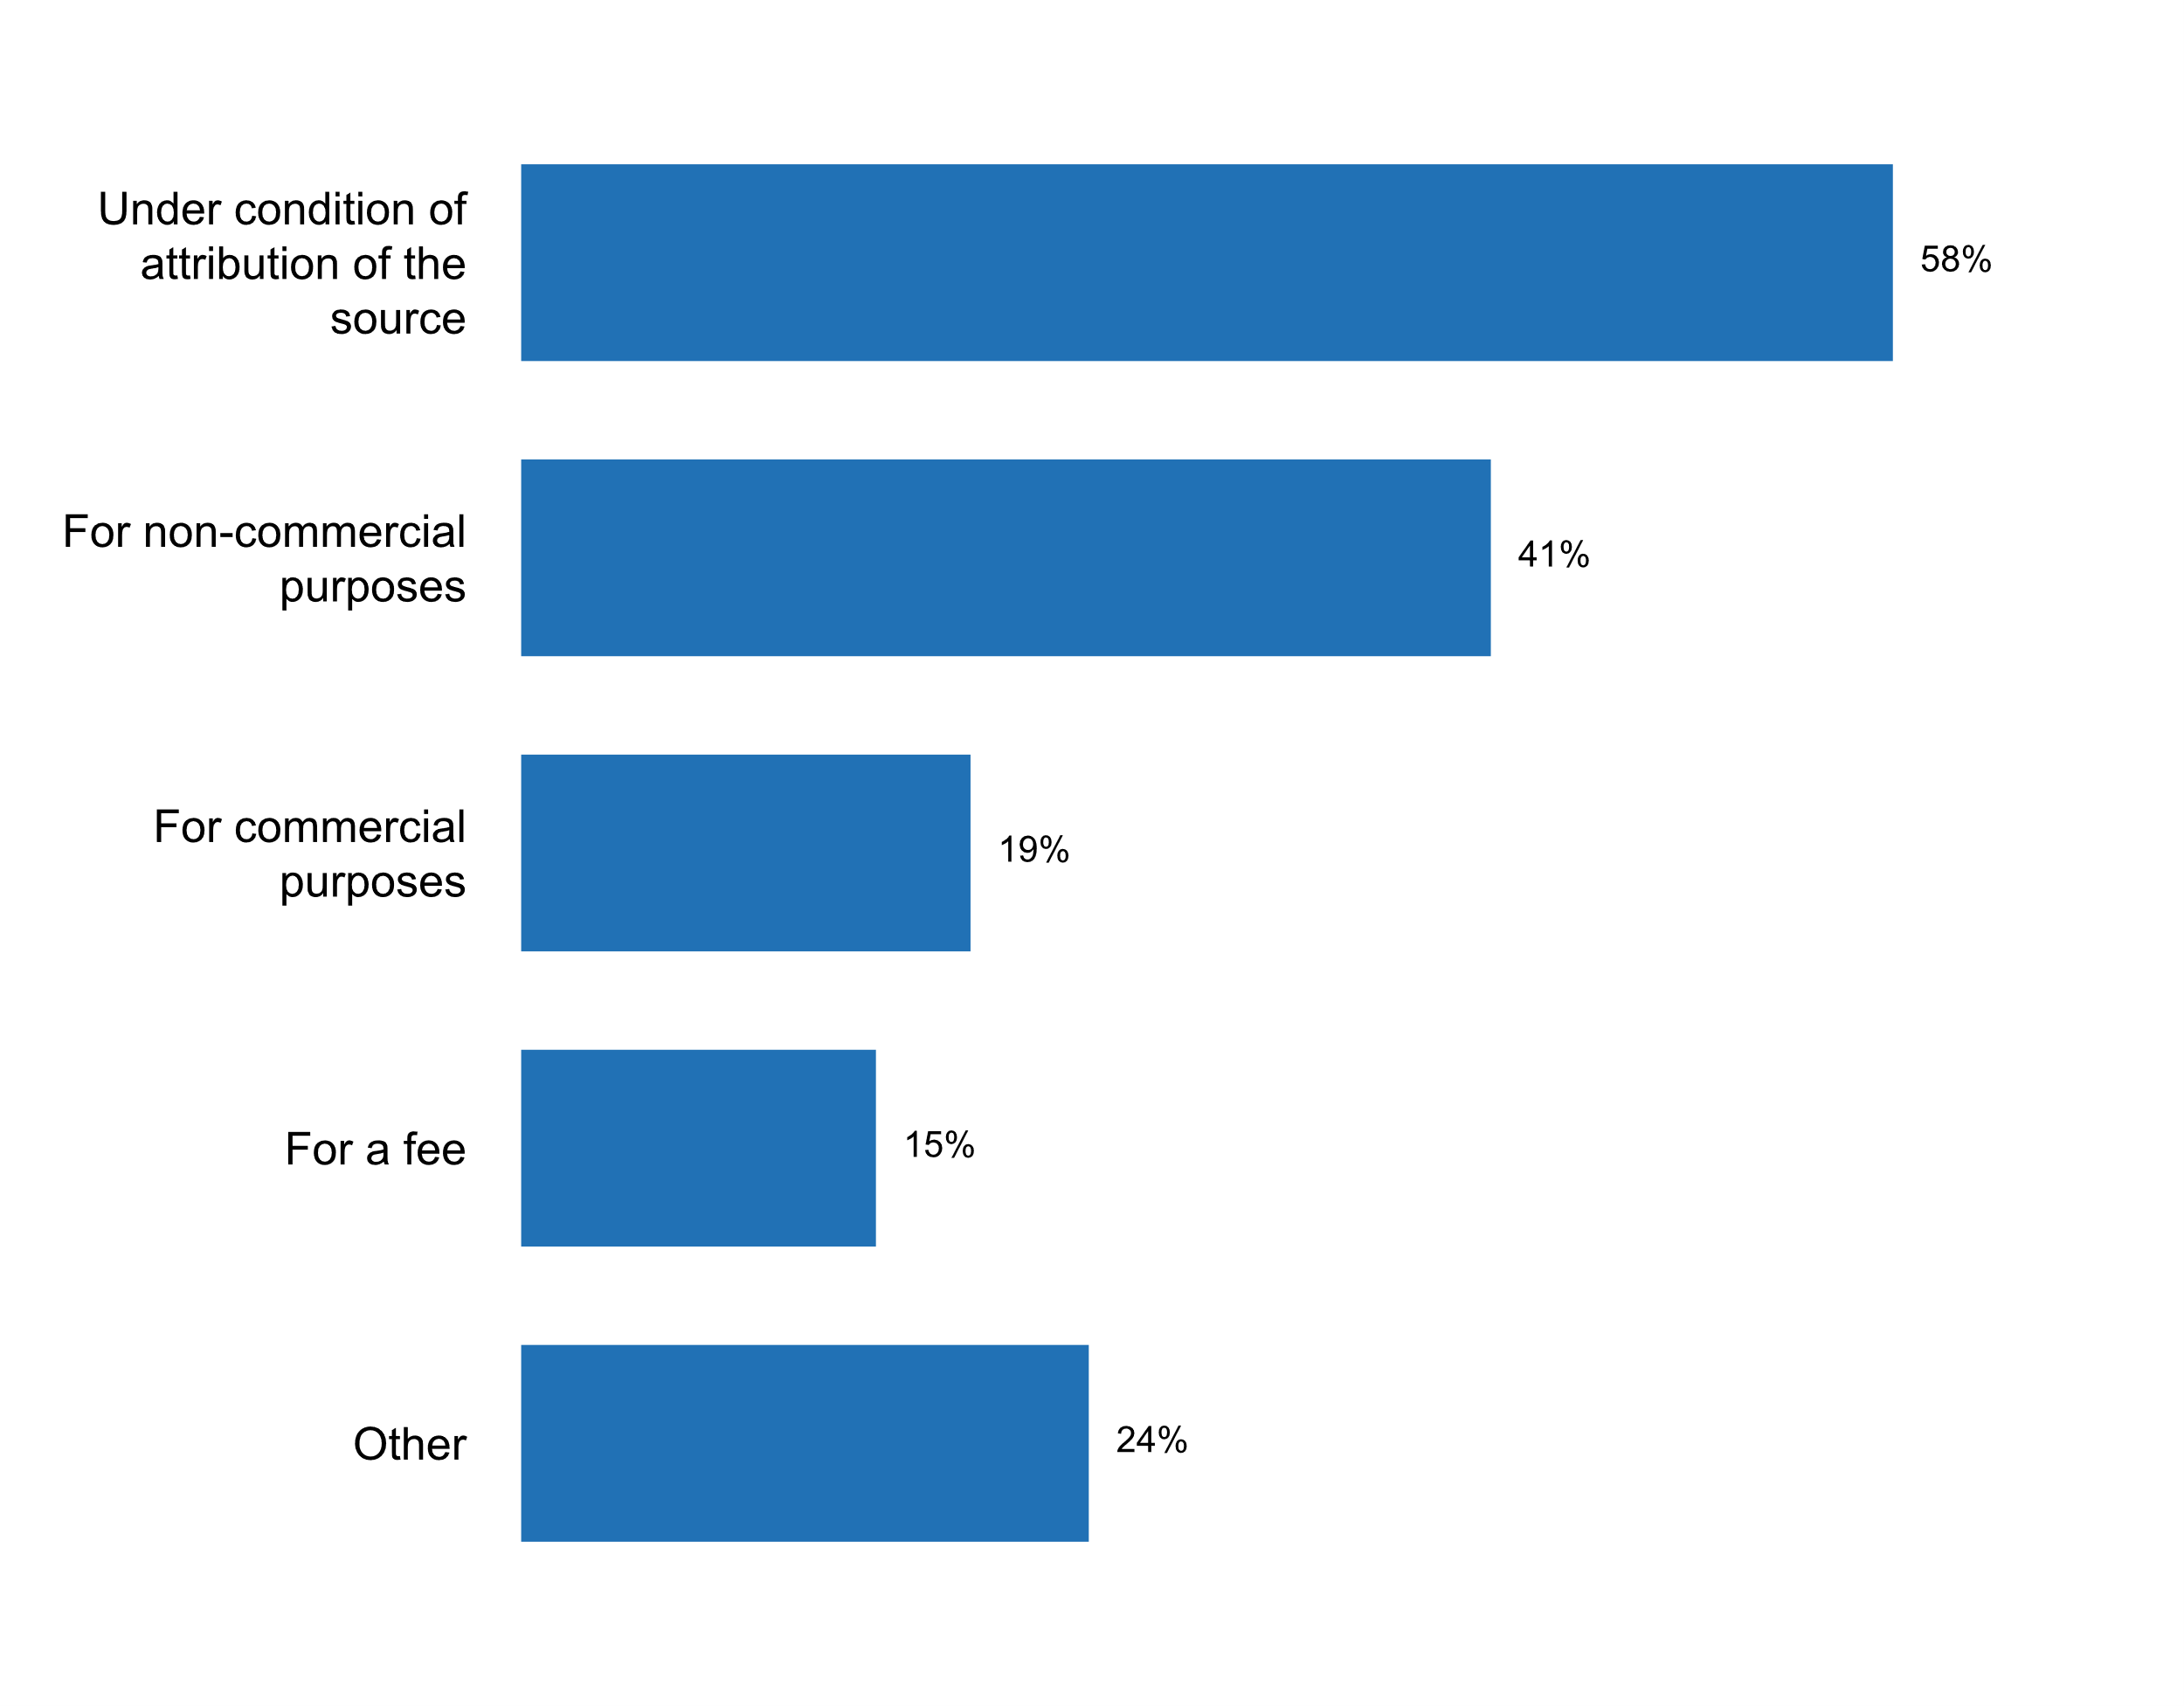 Under condition of
attribution of the
source
58%
For non-commercial
purposes
41%
For commercial
purposes
19%
For a fee
15%
Other
24%